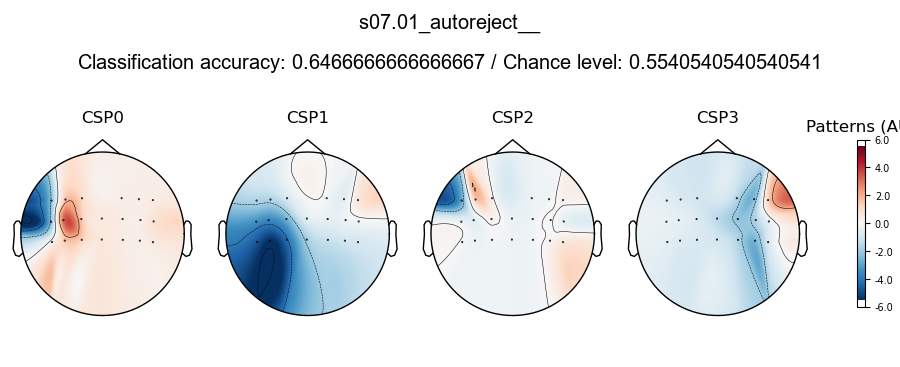 s07.01_autoreject__
Classification accuracy: 0.6466666666666667 / Chance level: 0.5540540540540541
CSP0 CSP1 CSP2 CSP3
Patterns (AU
6.0
4.0
2.0
0.0
-2.0
-4.0
-6.0